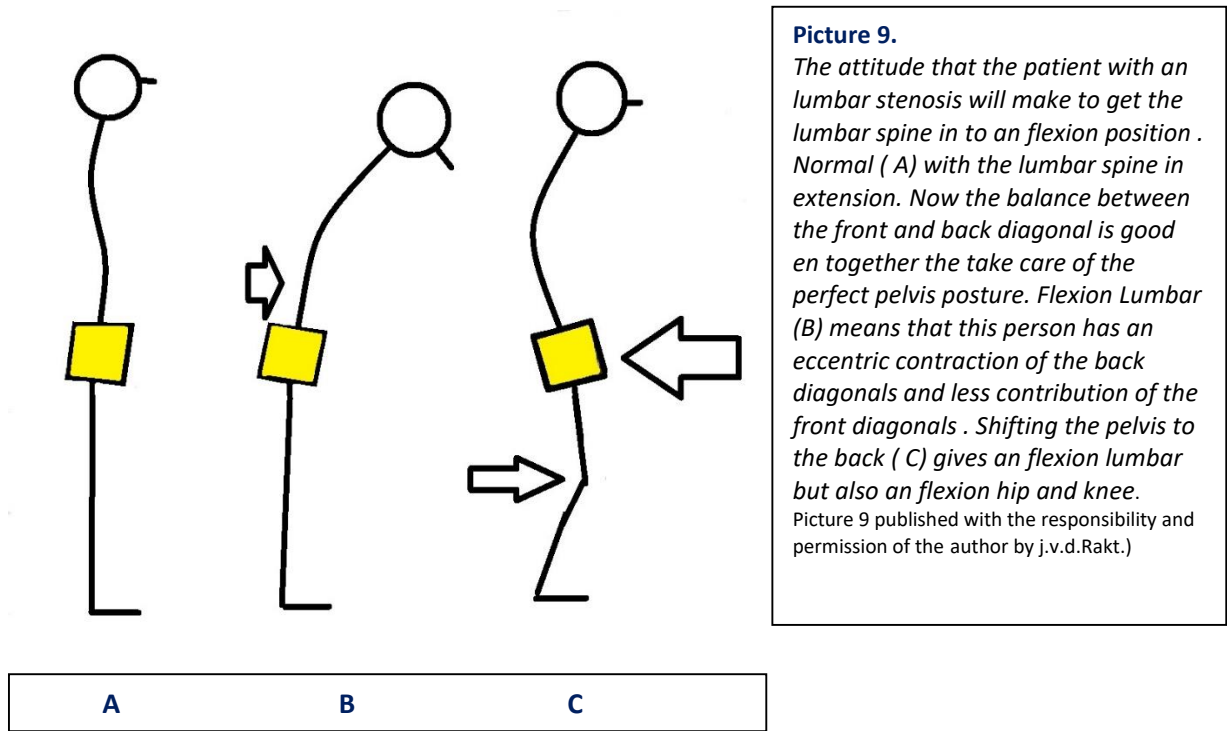 Picture 9.
The attitude that the patient with an
lumbar stenosis will make to get the
lumbar spine in to an flexion position .
Normal ( A) with the lumbar spine in
extension. Now the balance between
the front and back diagonal is good
en together the take care of the
perfect pelvis posture. Flexion Lumbar
(B) means that this person has an
eccentric contraction of the back
diagonals and less contribution of the
front diagonals . Shifting the pelvis to
the back ( C) gives an flexion lumbar
but also an flexion hip and knee.
Picture 9 published with the responsibility and
permission of the author by j.v.d.Rakt.)
A B C